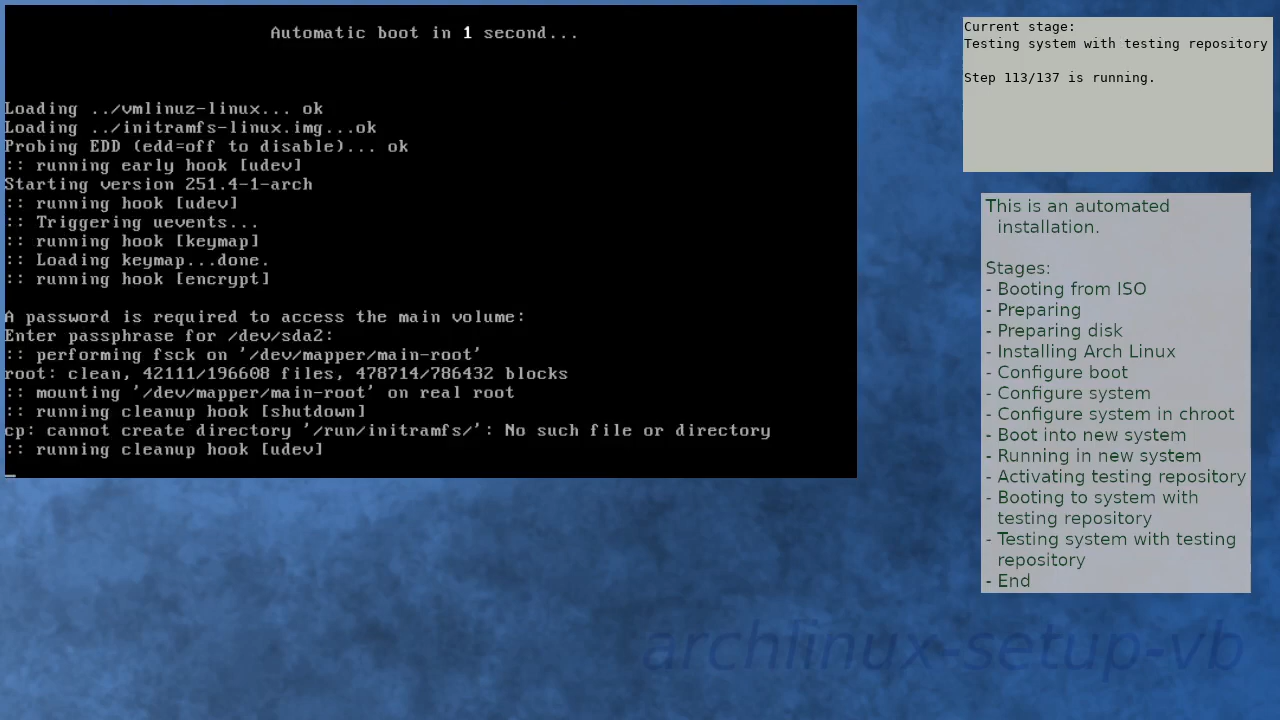 Automatic boot in 1 second...
Loading ../vmlinuz-linux... ok
Loading ../initramfs-linux.img...ok
Probing EDD (edd=off to disable)... ok
:: running early hook [udev]
Starting version 251.4-1-arch
:: running hook [udev]
:: Triggering uevents...
:: running hook [keymap]
:: Loading keymap...done.
:: running hook [encrypt]
A password is required to access the main volume:
Enter passphrase for /dev/sda2:
:: performing fsck on '/dev/mapper/main-root'
root: clean, 42111/196608 files, 478714/786432 blocks
:: mounting '/dev/mapper/main-root' on real root
:: running cleanup hook [shutdown]
cp: cannot create directory '/run/initramfs/': No such file or directory
:: running cleanup hook [udev]
_
Current stage:
Testing system with testing repository
Step 113/137 is running.
This is an automated
installation.
Stages:
- Booting from ISO
- Preparing
- Preparing disk
- Installing Arch Linux
- Configure boot
- Configure system
- Configure system in chroot
- Boot into new system
- Running in new system
- Activating testing repository
- Booting to system with
testing repository
- Testing system with testing
repository
- End
archlinux-setup-vb